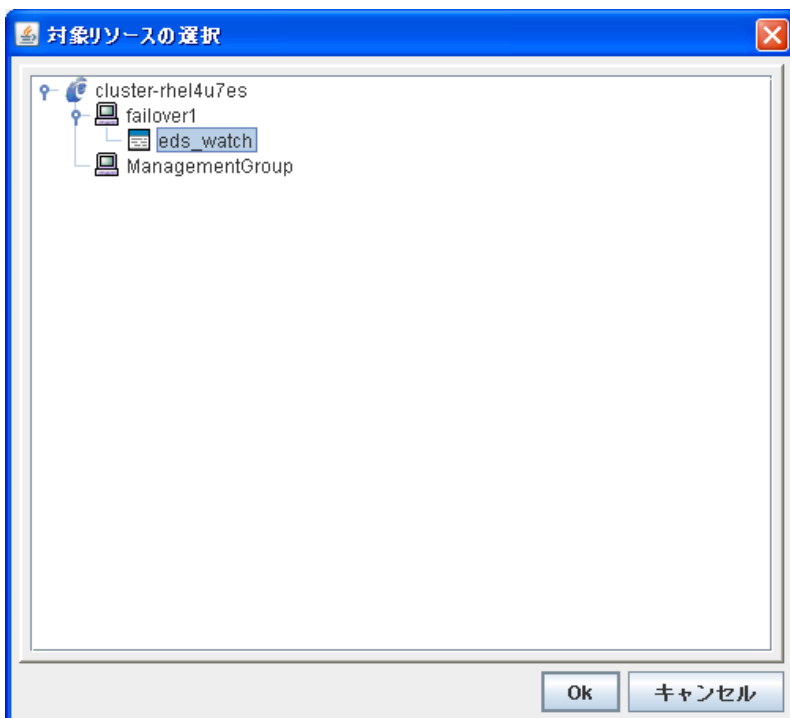 対象リソースの選択
cluster-rhel4u7es
failover1
eds_watch
ManagementGroup
Ok キャンセル